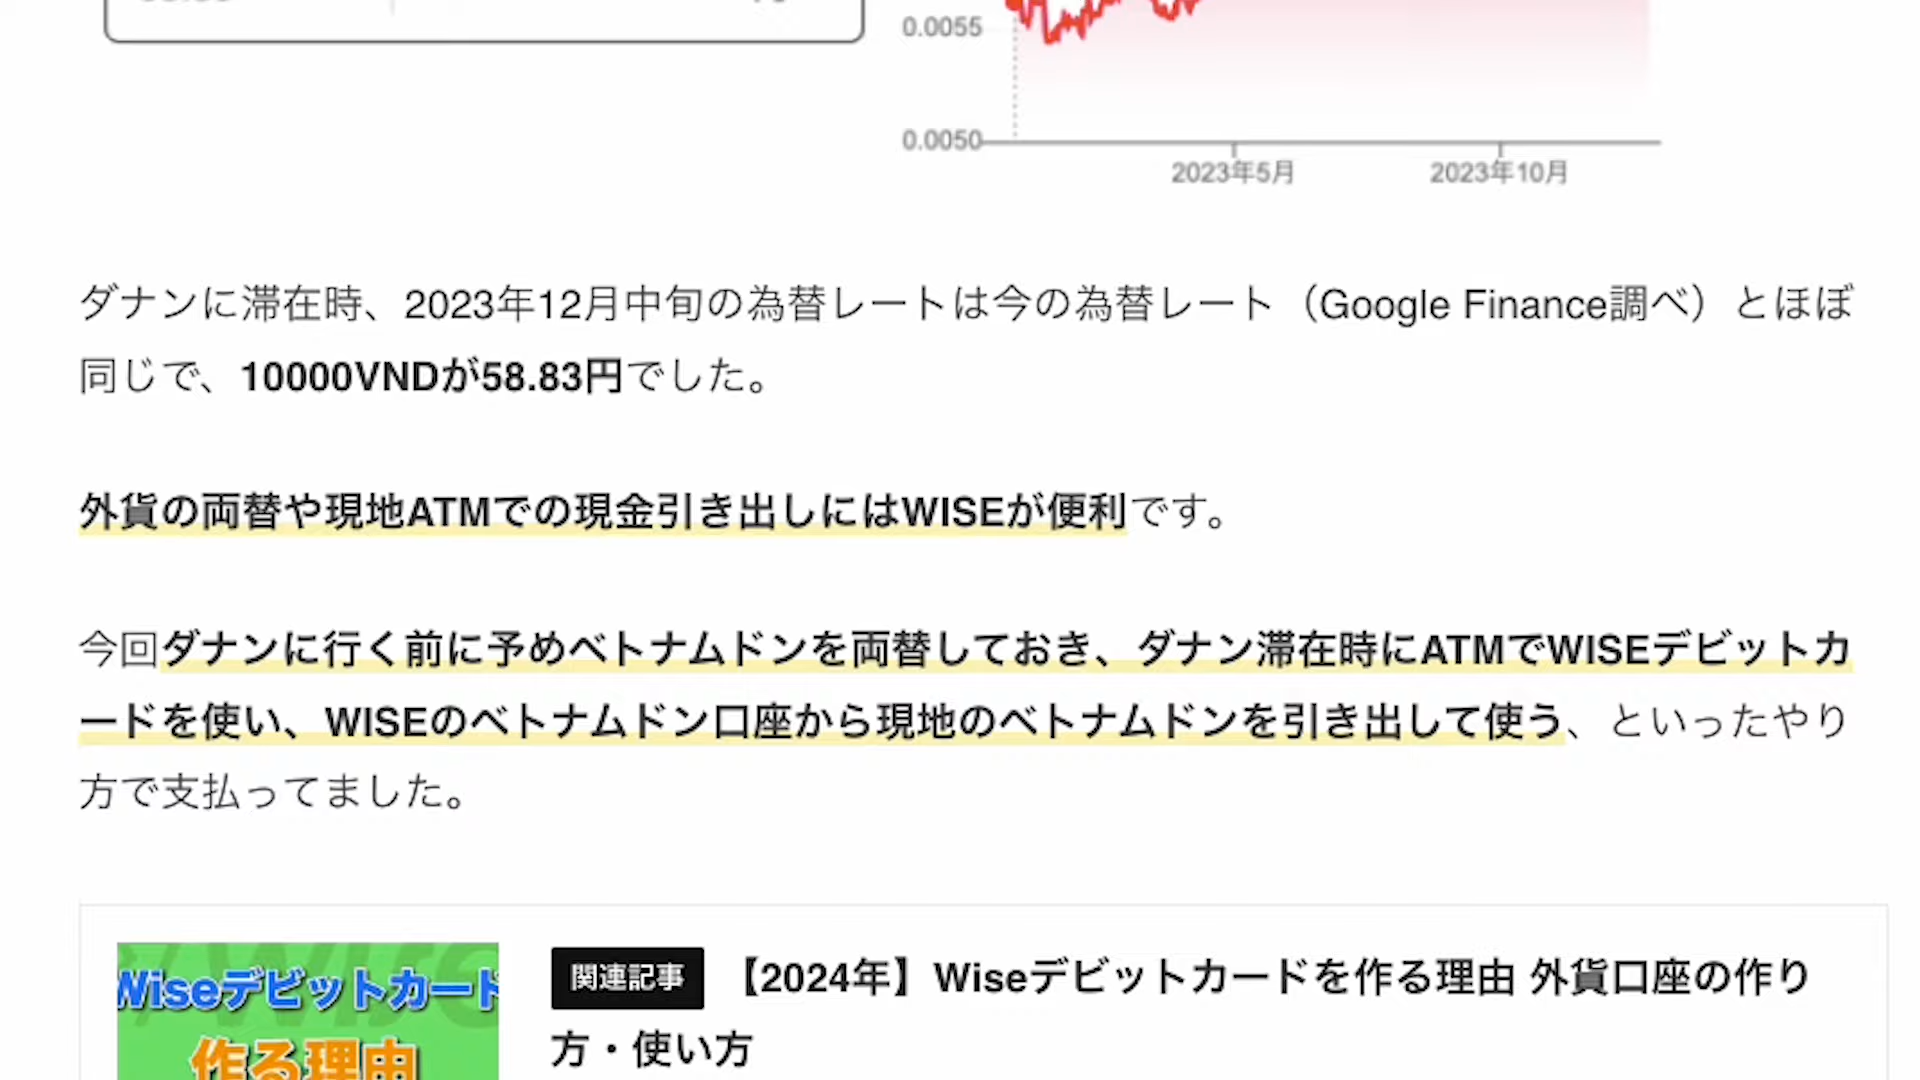 0.0055
0.0050
2023年5月
2023年10月
ダナンに滞在時、2023年12月中旬の為替レートは今の為替レート（Google Finance調べ）とほぼ
同じで、10000VNDが58.83円でした。
外貨の両替や現地ATMでの現金引き出しにはWISEが便利です。
今回ダナンに行く前に予めベトナムドンを両替しておき、ダナン滞在時にATMでWISEデビットカ
ードを使い、WISEのベトナムドン口座から現地のベトナムドンを引き出して使う、といったやり
方で支払ってました。
Wiseデビットカード
作る理由
関連記事 【2024年】Wiseデビットカードを作る理由 外貨口座の作り
方・使い方